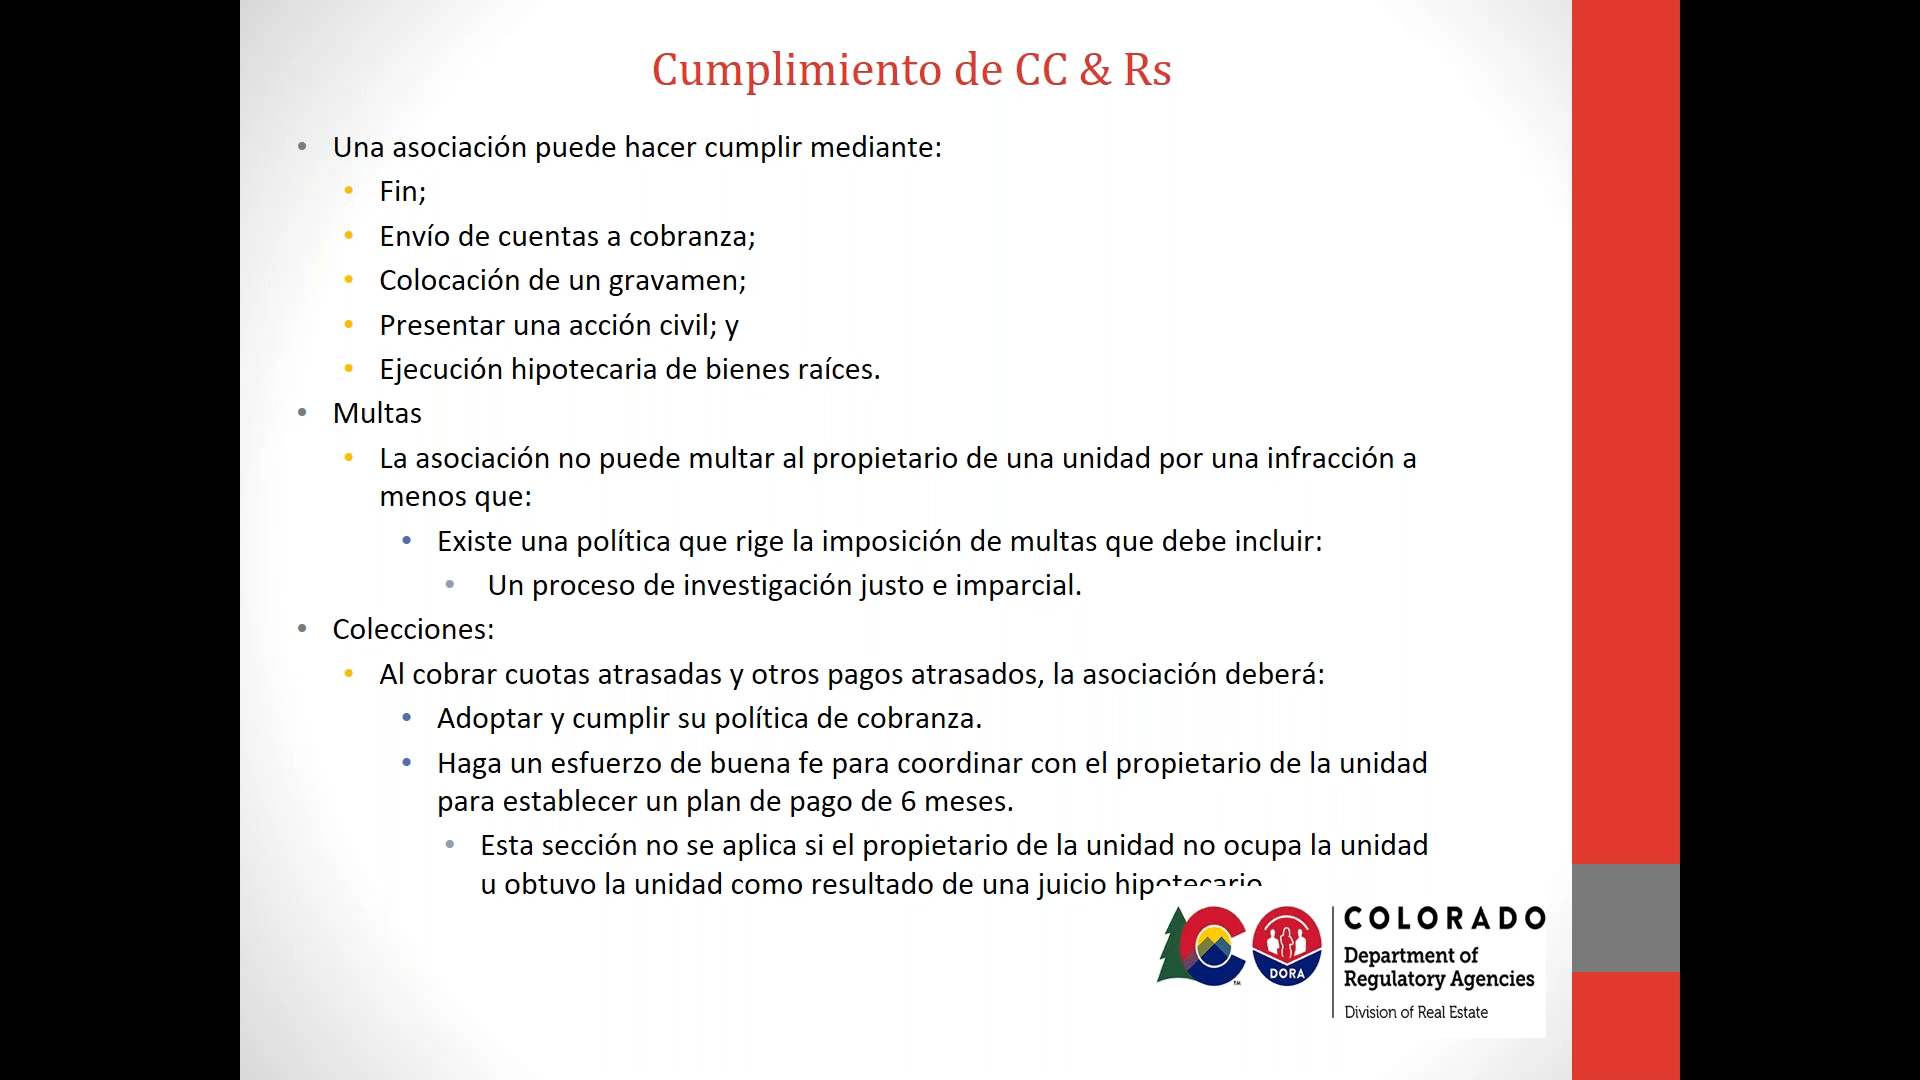 Cumplimiento de CC & Rs
• Una asociación puede hacer cumplir mediante:
• Fin;
• Envío de cuentas a cobranza;
• Colocación de un gravamen;
• Presentar una acción civil; y
• Ejecución hipotecaria de bienes raíces.
• Multas
• La asociación no puede multar al propietario de una unidad por una infracción a
menos que:
• Existe una política que rige la imposición de multas que debe incluir:
• Un proceso de investigación justo e imparcial.
• Colecciones:
• Al cobrar cuotas atrasadas y otros pagos atrasados, la asociación deberá:
• Adoptar y cumplir su política de cobranza.
• Haga un esfuerzo de buena fe para coordinar con el propietario de la unidad
para establecer un plan de pago de 6 meses.
• Esta sección no se aplica si el propietario de la unidad no ocupa la unidad
u obtuvo la unidad como resultado de una juicio hipotecario
COLORADO
Department of
Regulatory Agencies
Division of Real Estate
DORA
TM